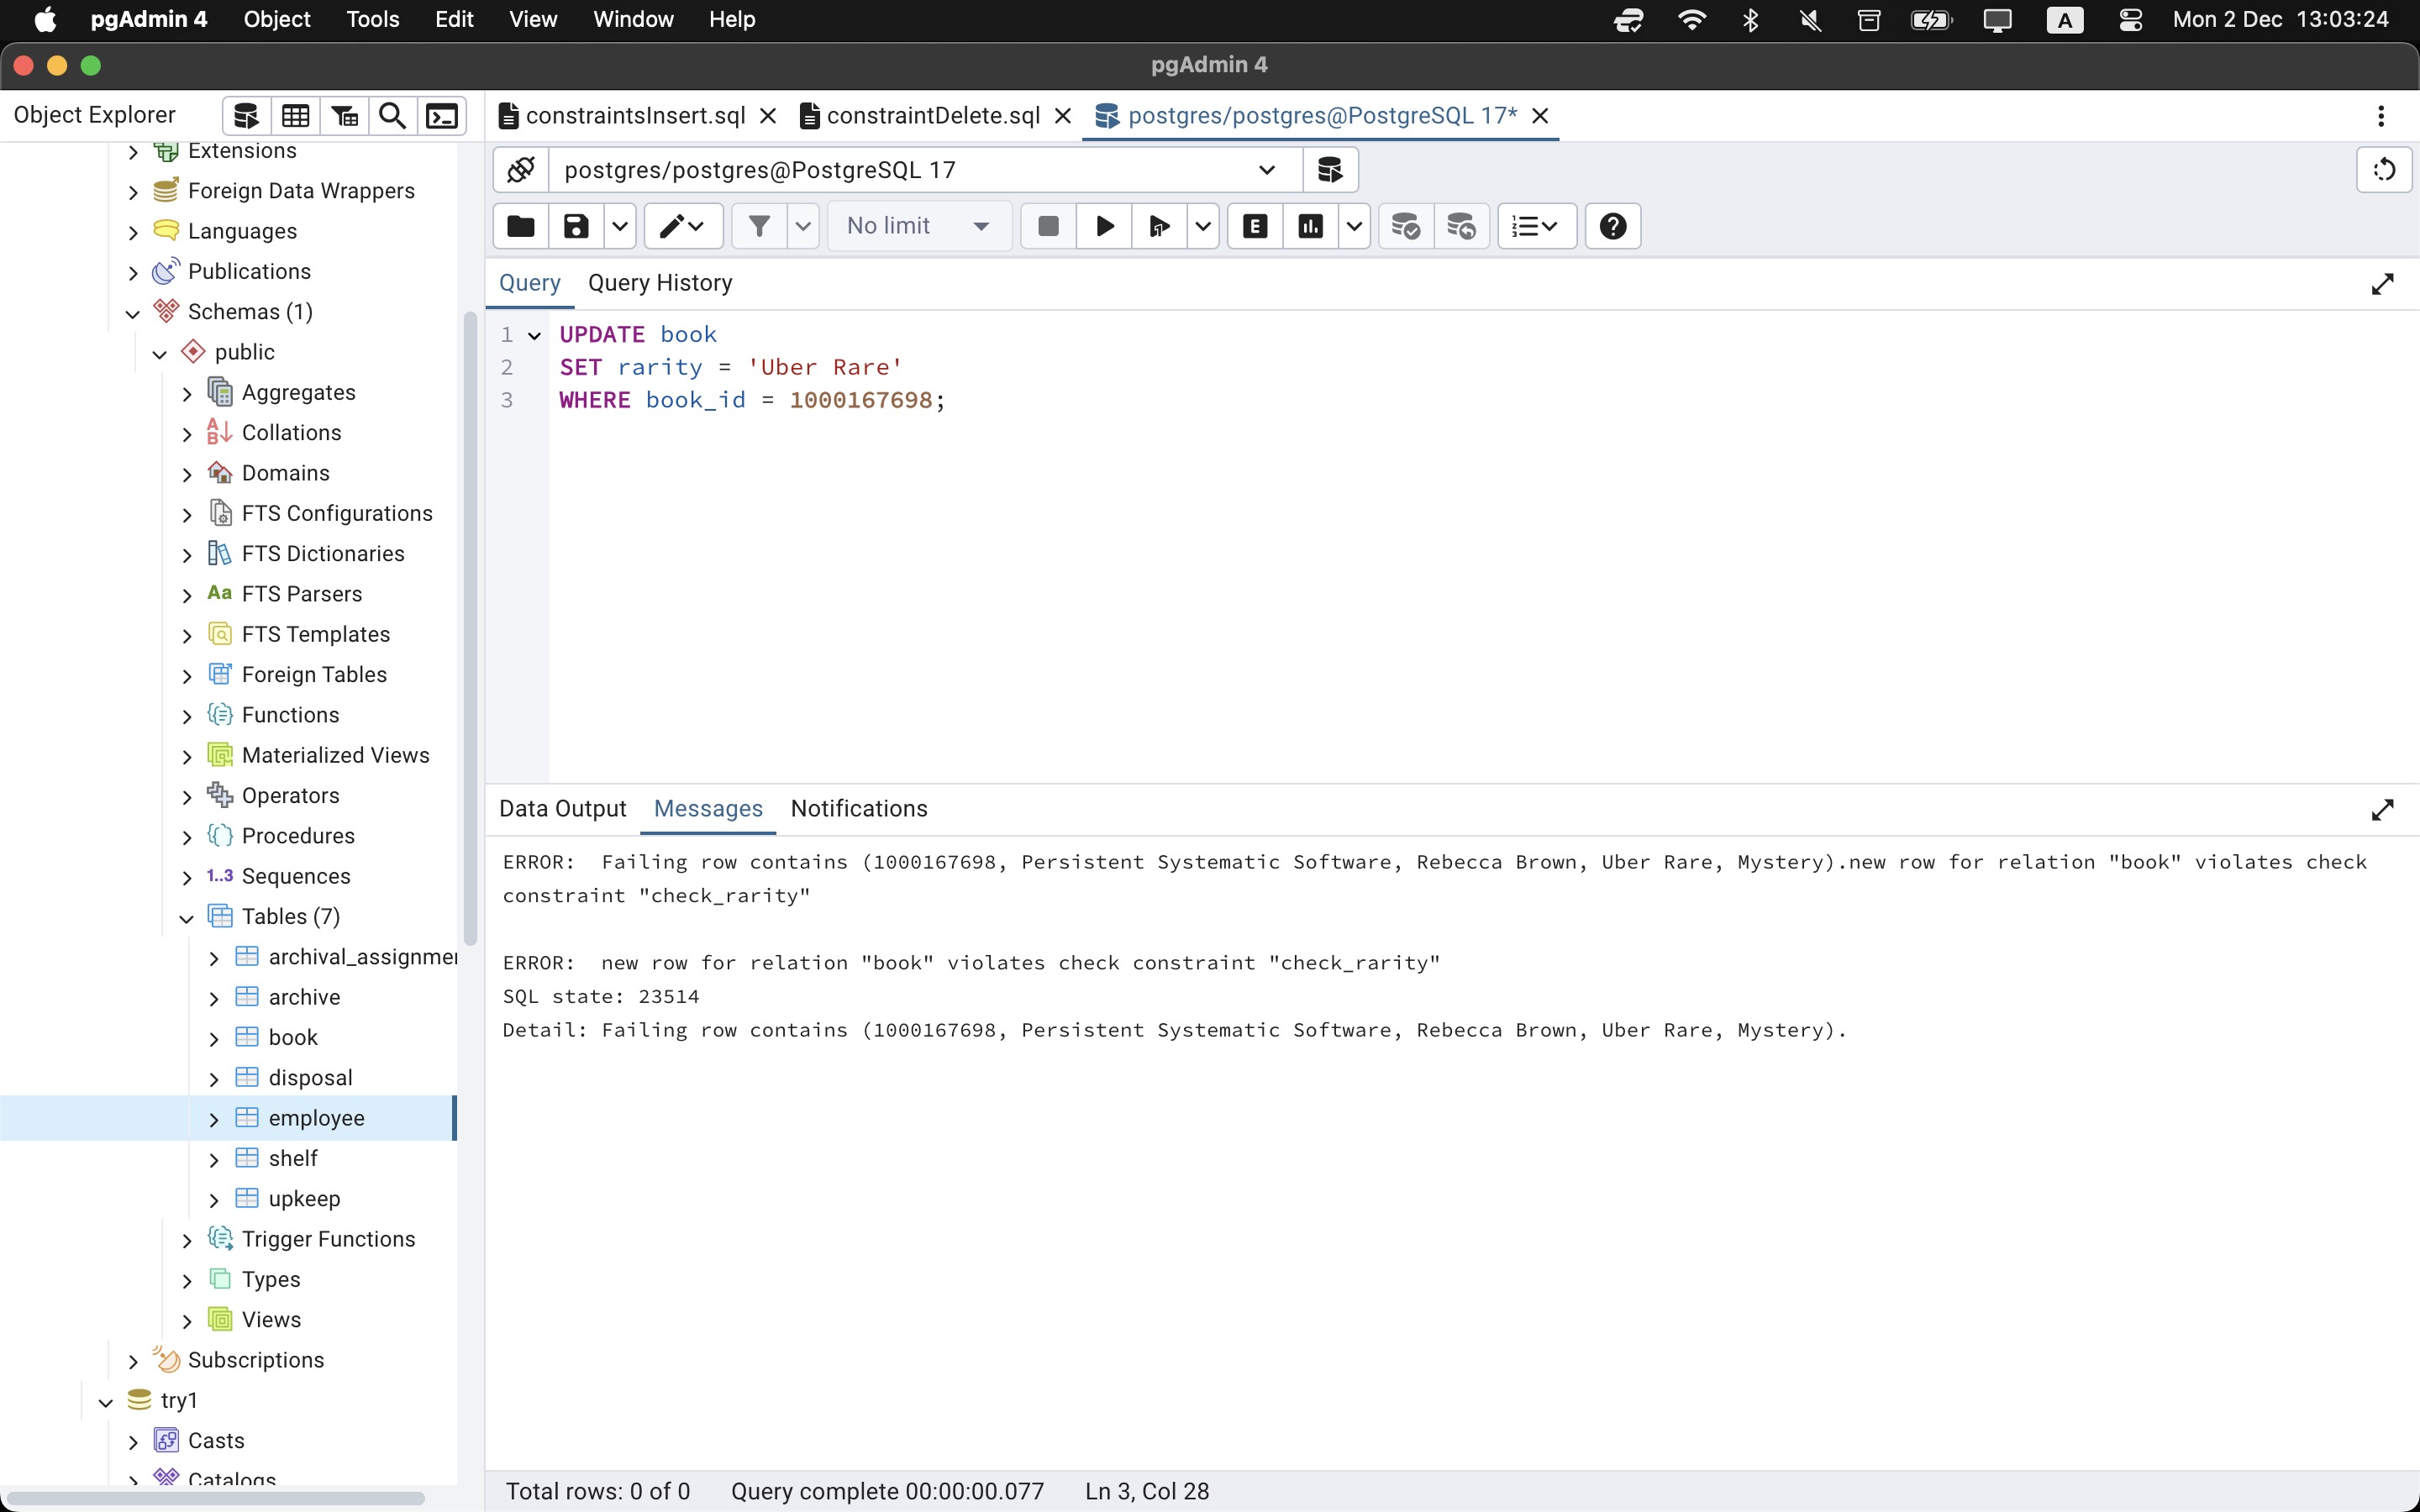 pgAdmin 4 Object Tools Edit View Window Help A Mon 2 Dec 13:03:24
pgAdmin 4
Object Explorer
Extensions
Foreign Data Wrappers
Languages
Publications
Schemas (1)
public
Aggregates
Collations
Domains
FTS Configurations
FTS Dictionaries
Aa FTS Parsers
FTS Templates
Foreign Tables
Functions
Materialized Views
Operators
Procedures
1..3 Sequences
Tables (7)
archival_assignmen
archive
book
disposal
employee
shelf
upkeep
Trigger Functions
Types
Views
Subscriptions
try1
Casts
Catalogs
constraintsInsert.sql constraintDelete.sql postgres/postgres@PostgreSQL 17*
postgres/postgres@PostgreSQL 17
No limit E
Query Query History
1 UPDATE book
2 SET rarity = 'Uber Rare'
3 WHERE book_id = 1000167698;
Data Output Messages Notifications
ERROR: Failing row contains (1000167698, Persistent Systematic Software, Rebecca Brown, Uber Rare, Mystery).new row for relation "book" violates check
constraint "check_rarity"
ERROR: new row for relation "book" violates check constraint "check_rarity"
SQL state: 23514
Detail: Failing row contains (1000167698, Persistent Systematic Software, Rebecca Brown, Uber Rare, Mystery).
Total rows: 0 of 0 Query complete 00:00:00.077 Ln 3, Col 28